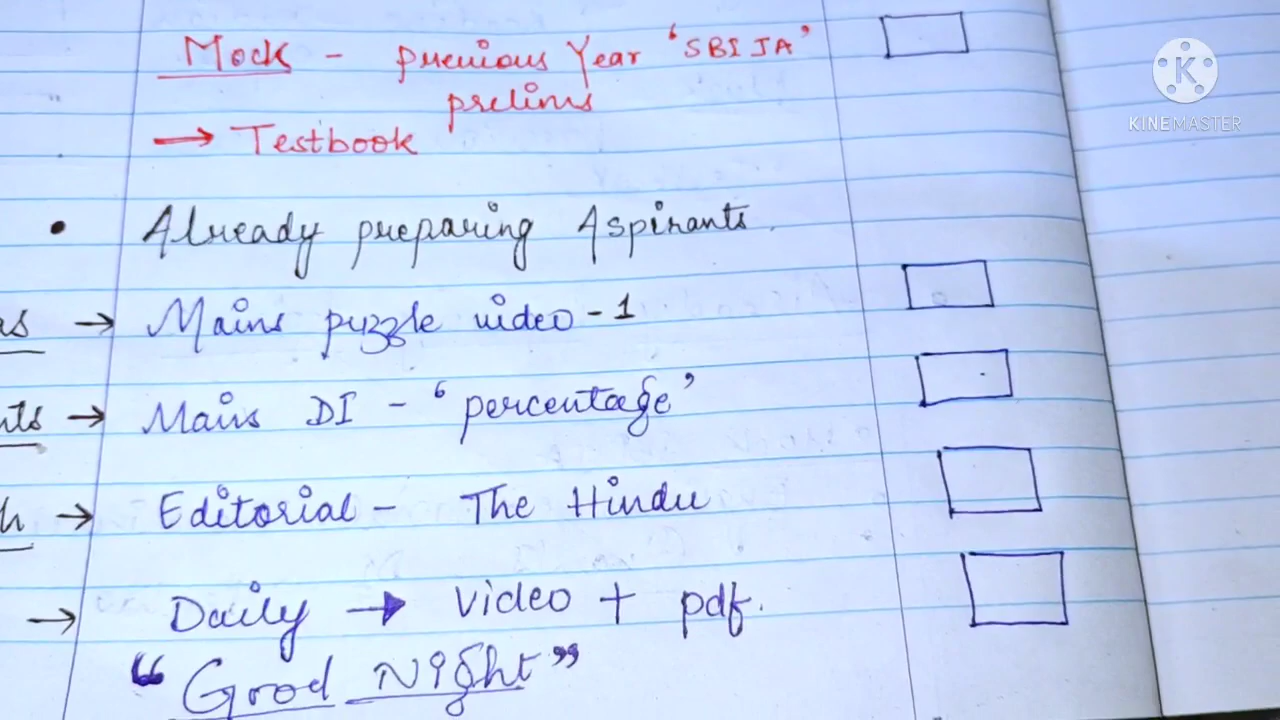 Mock - previous Year 'SBI JA'
prelims
→ Testbook
K
KINEMASTER
• Already preparing Aspirants.
→ Mains puzzle video - 1
→ Mains DI - 'percentage'
→ Editorial - The Hindu
→ Daily → video + pdf.
"Good Night"